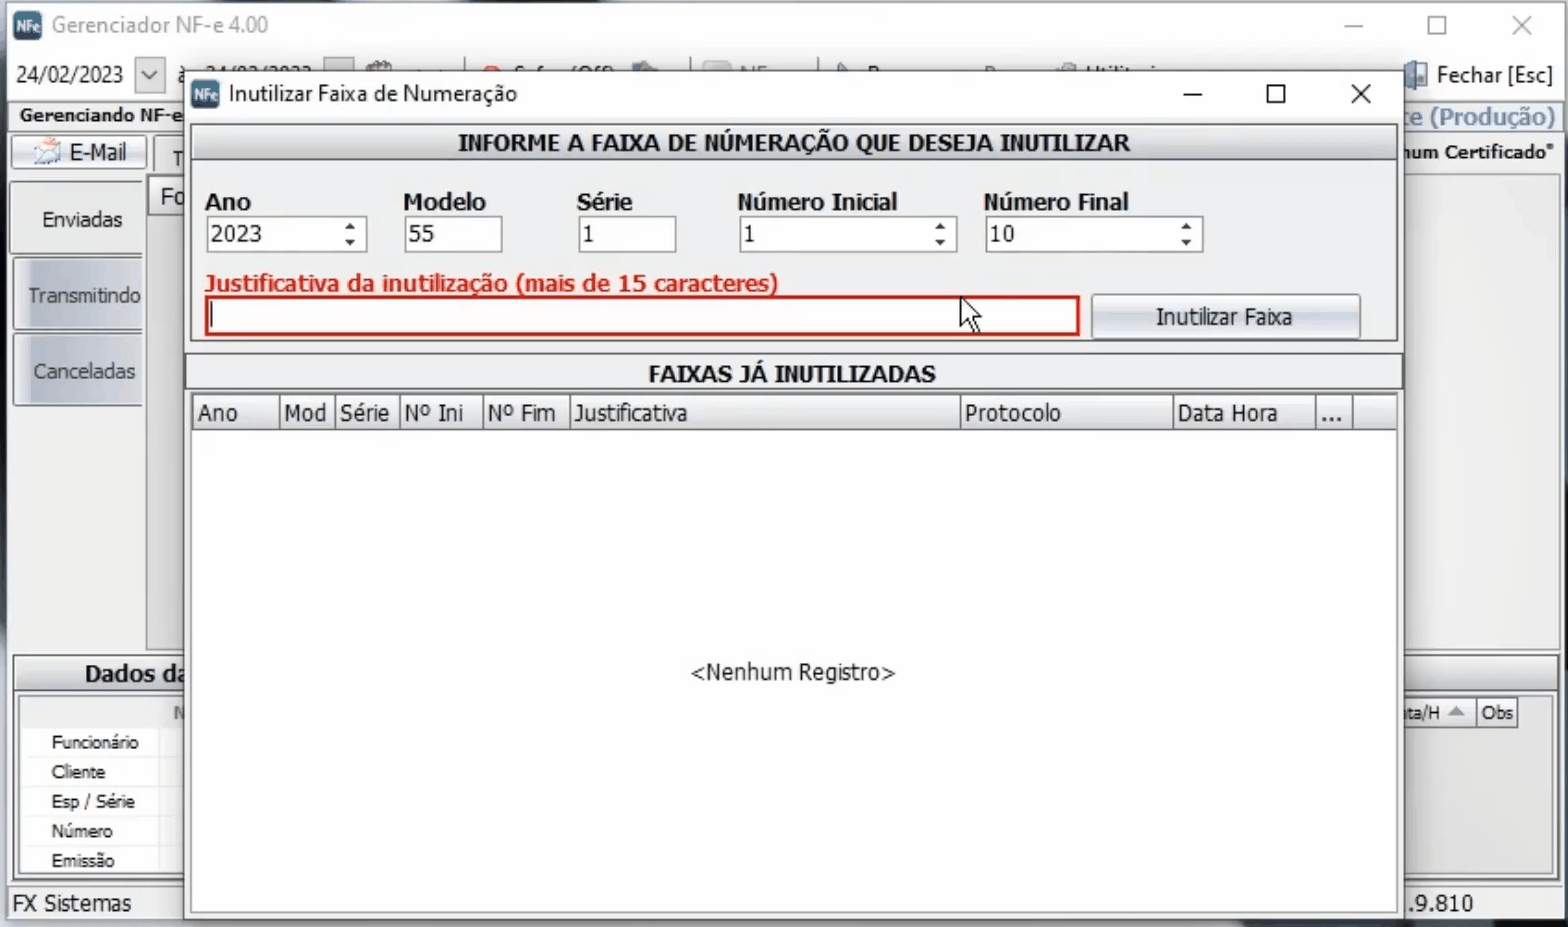 NFe Gerenciador NF-e 4.00
24/02/2023
Fechar [Esc]
NFe Inutilizar Faixa de Numeração
Gerenciando NF-e
(Produção)
E-Mail
Certificado"
INFORME A FAIXA DE NÚMERAÇÃO QUE DESEJA INUTILIZAR
Enviadas
Transmitindo
Canceladas
Ano Modelo Série Número Inicial Número Final
2023 55 1 1 10
Justificativa da inutilização (mais de 15 caracteres)
Inutilizar Faixa
FAIXAS JÁ INUTILIZADAS
Ano Mod Série Nº Ini Nº Fim Justificativa Protocolo Data Hora ...
<Nenhum Registro>
Dados da
Obs
Funcionário
Cliente
Esp / Série
Número
Emissão
FX Sistemas
.9.810